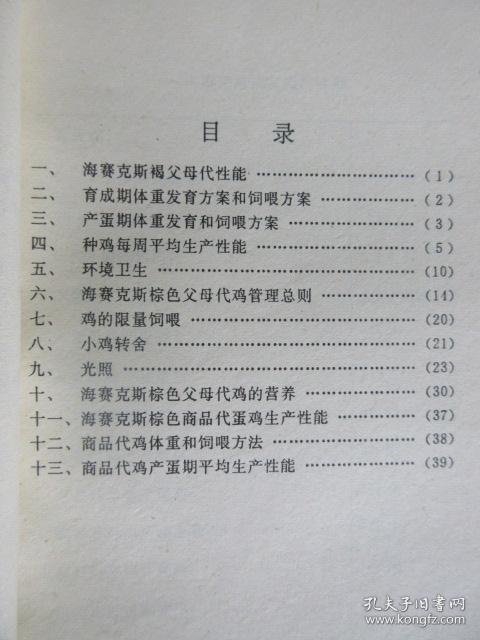 目 录
一、 海赛克斯褐父母代性能 ……………………………（1）
二、 育成期体重发育方案和饲喂方案 …………………（2）
三、 产蛋期体重发育和饲喂方案 ………………………（3）
四、 种鸡每周平均生产性能 ……………………………（5）
五、 环境卫生 ……………………………………………（10）
六、 海赛克斯棕色父母代鸡管理总则 …………………（14）
七、 鸡的限量饲喂 ………………………………………（20）
八、 小鸡转舍 ……………………………………………（21）
九、 光照 …………………………………………………（23）
十、 海赛克斯棕色父母代鸡的营养 ……………………（30）
十一、海赛克斯棕色商品代蛋鸡生产性能 ……………（37）
十二、商品代鸡体重和饲喂方法 ………………………（38）
十三、商品代鸡产蛋期平均生产性能 …………………（39）
孔夫子旧书网
www.kongfz.com